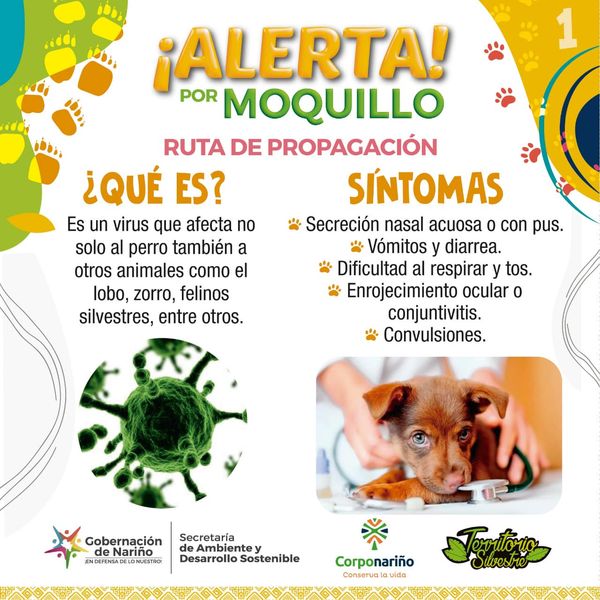 1
¡ALERTA!
POR MOQUILLO
RUTA DE PROPAGACIÓN
¿QUÉ ES?
Es un virus que afecta no
solo al perro también a
otros animales como el
lobo, zorro, felinos
silvestres, entre otros.
SÍNTOMAS
Secreción nasal acuosa o con pus.
Vómitos y diarrea.
Dificultad al respirar y tos.
Enrojecimiento ocular o
conjuntivitis.
Convulsiones.
Gobernación
de Nariño
¡EN DEFENSA DE LO NUESTRO!
Secretaría
de Ambiente y
Desarrollo Sostenible
Corponariño
Conserva la vida
Territorio
Silvestre